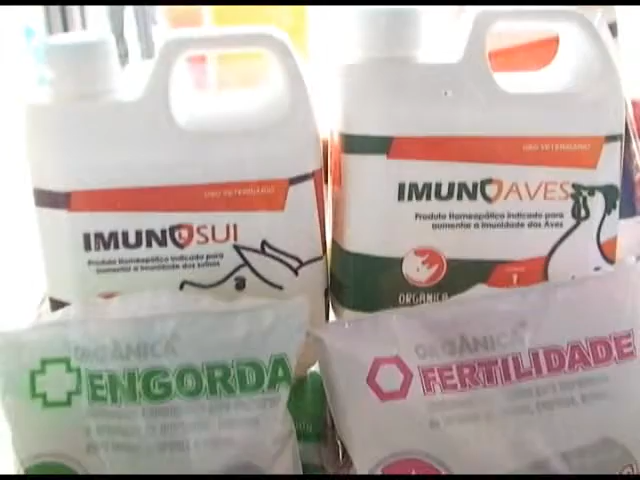 USO VETERINÁRIO
IMUNOSUI
Produto Homeopático indicado para
aumentar a imunidade dos suínos
USO VETERINÁRIO
IMUNOAVES
Produto Homeopático indicado para
aumentar a imunidade das Aves
ORGÂNICA
ORGÂNICA
ENGORDA
ORGÂNICA
FERTILIDADE